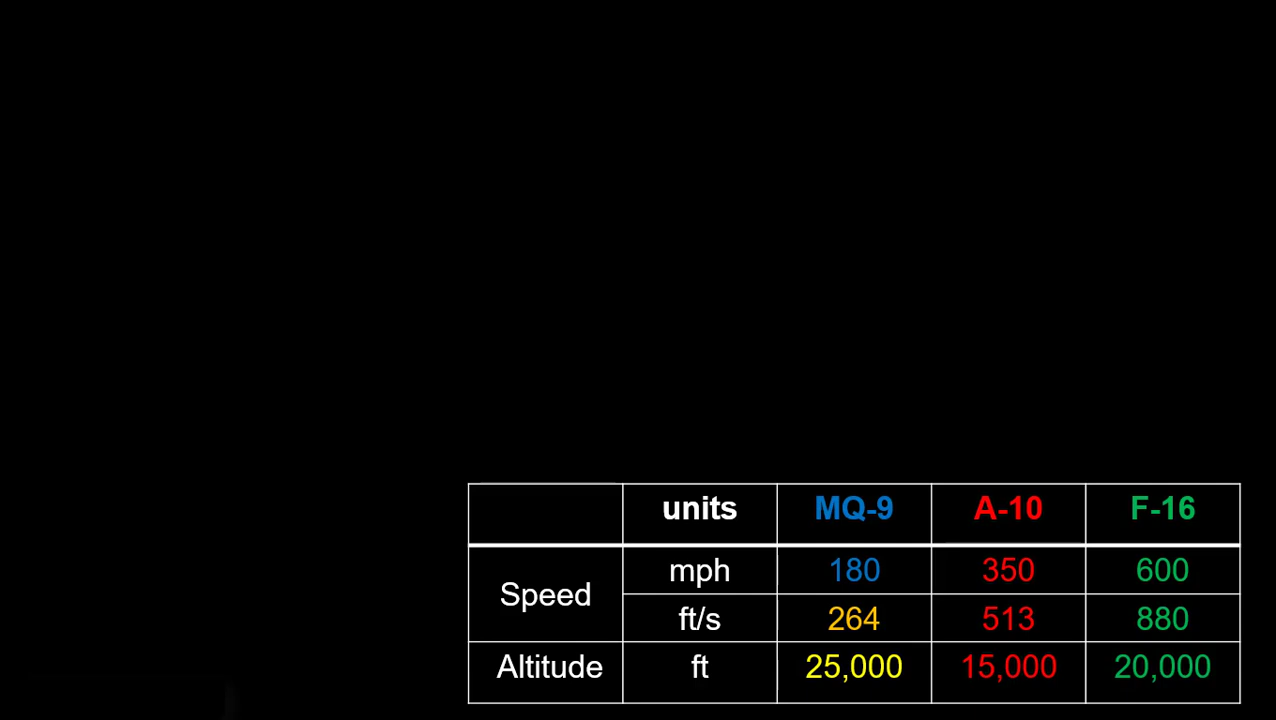 units MQ-9 A-10 F-16
Speed mph 180 350 600
ft/s 264 513 880
Altitude ft 25,000 15,000 20,000